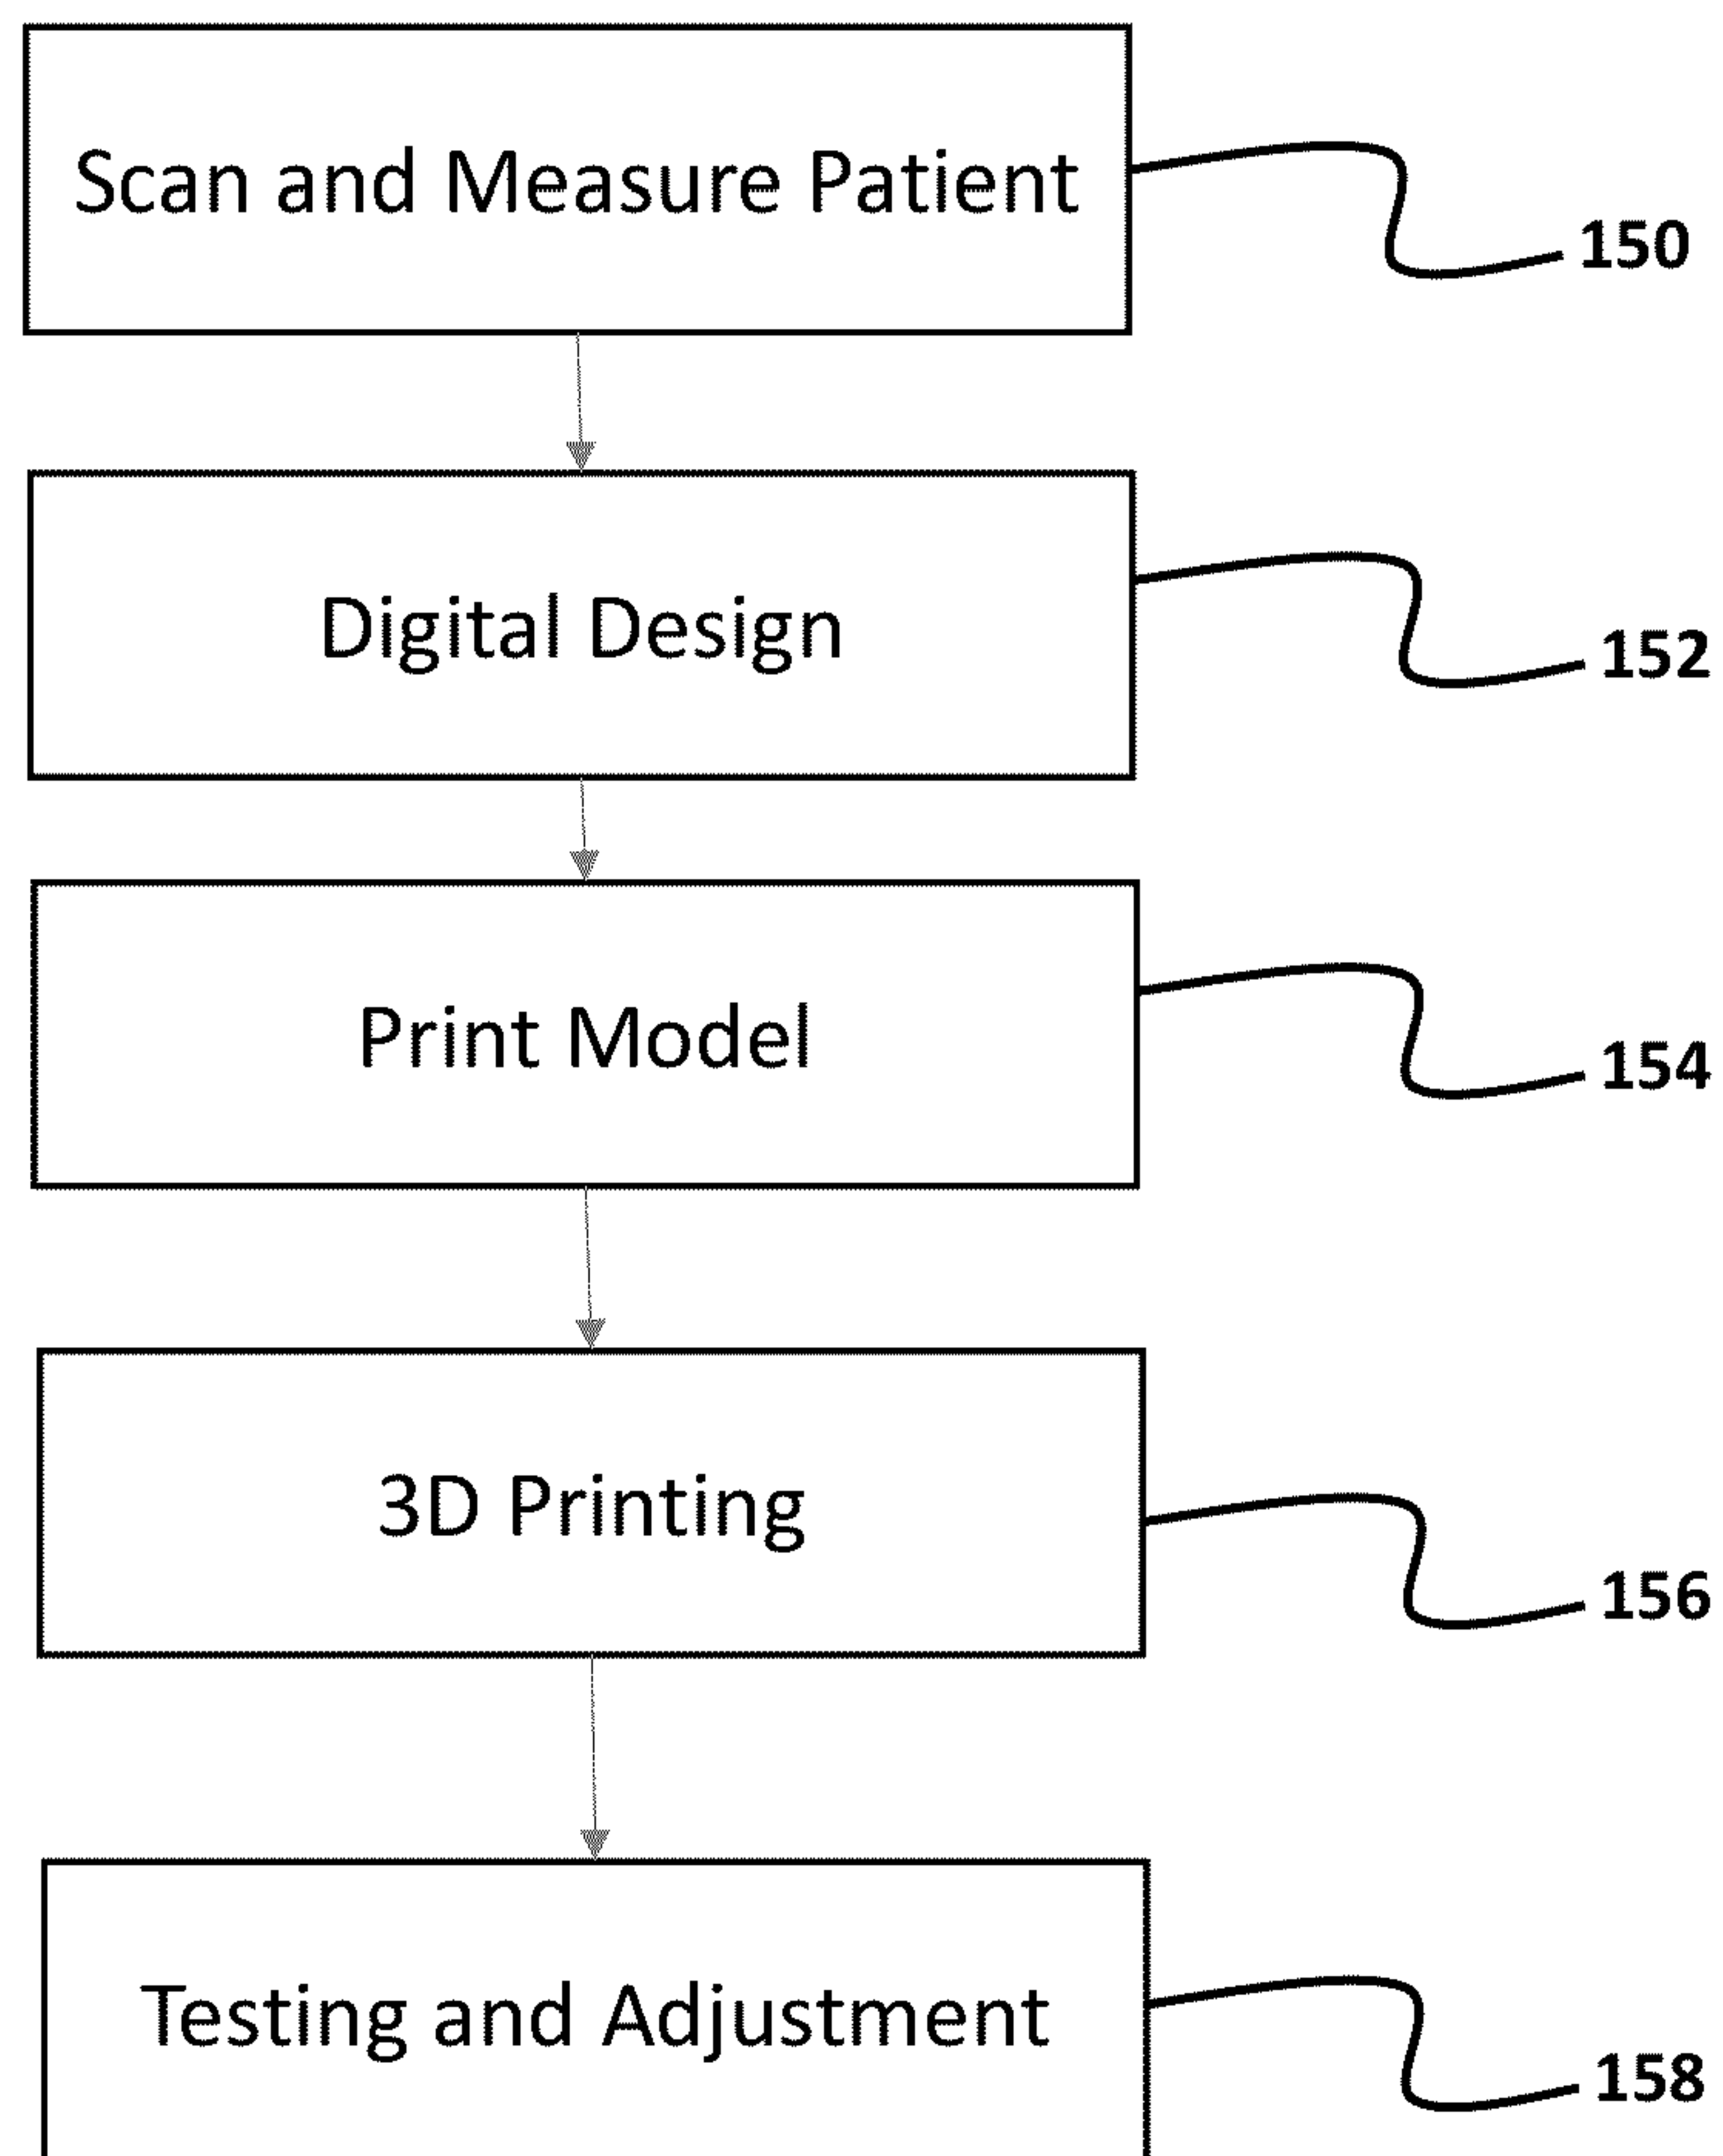 Scan and Measure Patient
150
Digital Design
152
Print Model
154
3D Printing
156
Testing and Adjustment
158